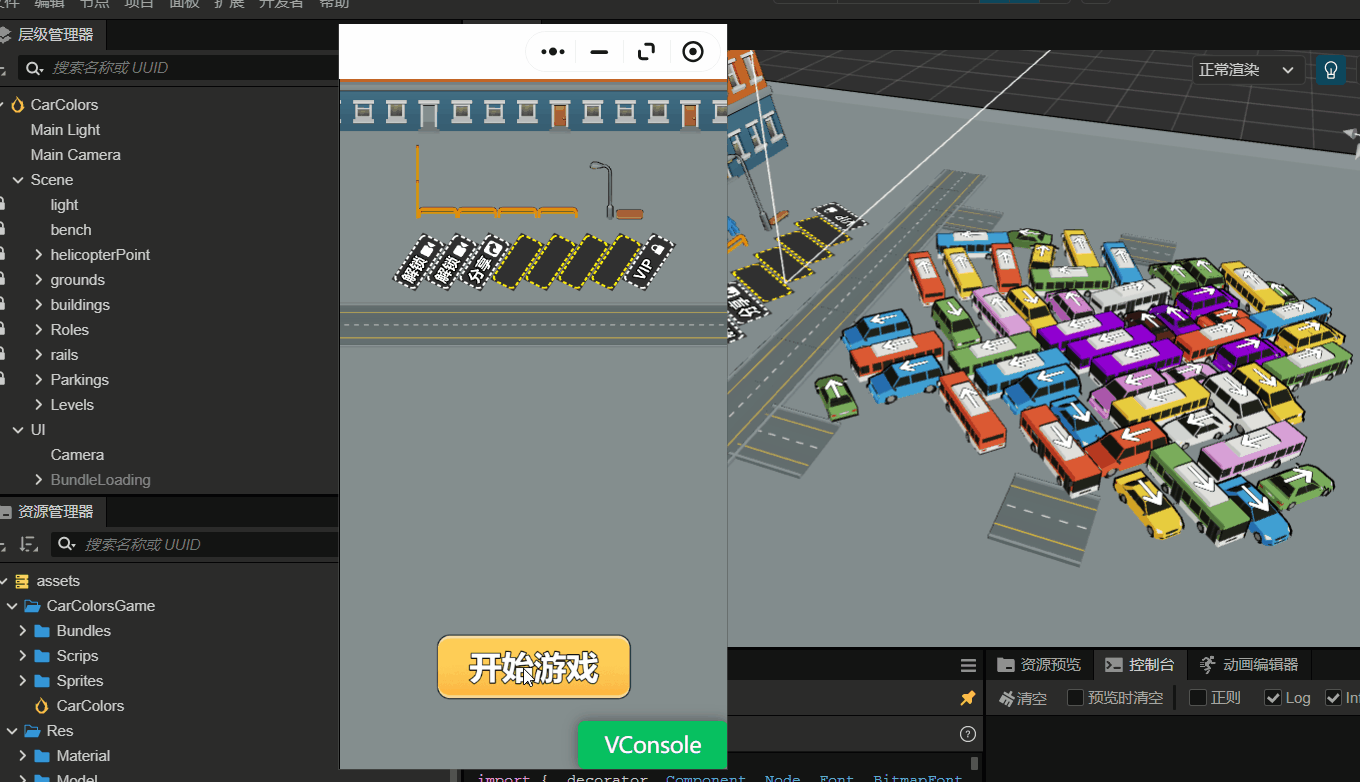 文件 编辑 节点 项目 面板 扩展 开发者 帮助
层级管理器
搜索名称或 UUID
CarColors
Main Light
Main Camera
Scene
light
bench
helicopterPoint
grounds
buildings
Roles
rails
Parkings
Levels
UI
Camera
BundleLoading
资源管理器
搜索名称或 UUID
assets
CarColorsGame
Bundles
Scrips
Sprites
CarColors
Res
Material
Model
解锁
解锁
分享
VIP
开始游戏
VConsole
正常渲染
VIP
分享
资源预览
控制台
动画编辑器
清空
预览时清空
正则
Log
import { _decorator, Component, Node, Font, BitmapFont,